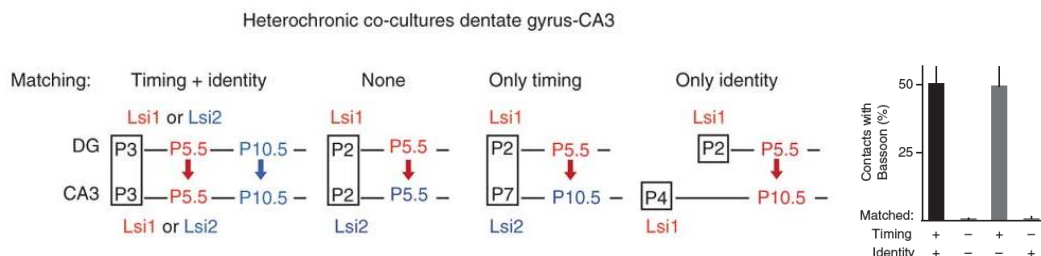 Heterochronic co-cultures dentate gyrus-CA3
Matching: Timing + identity None Only timing Only identity
Lsi1 or Lsi2 Lsi1 Lsi1 Lsi1
DG P3 P5.5 P10.5 P2 P5.5 P2 P5.5 P2 P5.5
CA3 P3 P5.5 P10.5 P2 P5.5 P7 P10.5 P4 P10.5
Lsi1 or Lsi2 Lsi2 Lsi2 Lsi1
Contacts with
Bassoon (%)
50
25
Matched:
Timing + – + –
Identity + – – +